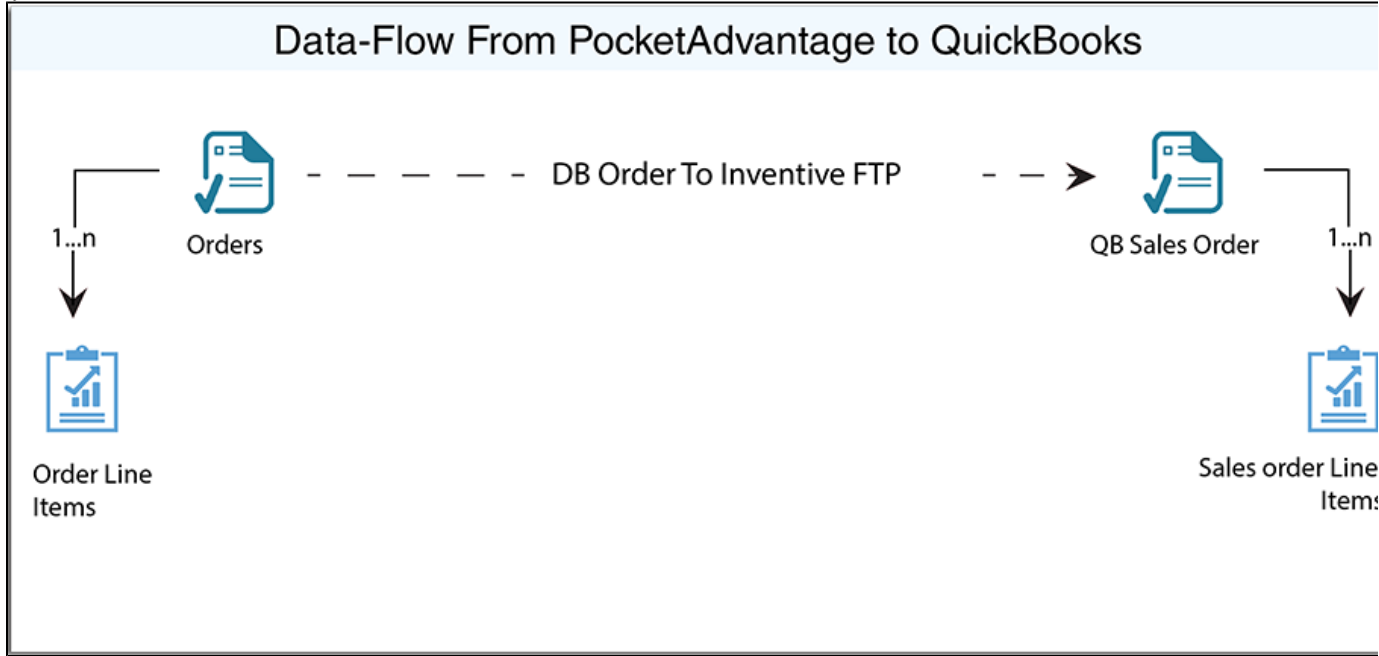 Data-Flow From PocketAdvantage to QuickBooks
DB Order To Inventive FTP
1...n
Orders
QB Sales Order
1...n
Order Line
Items
Sales order Line
Items